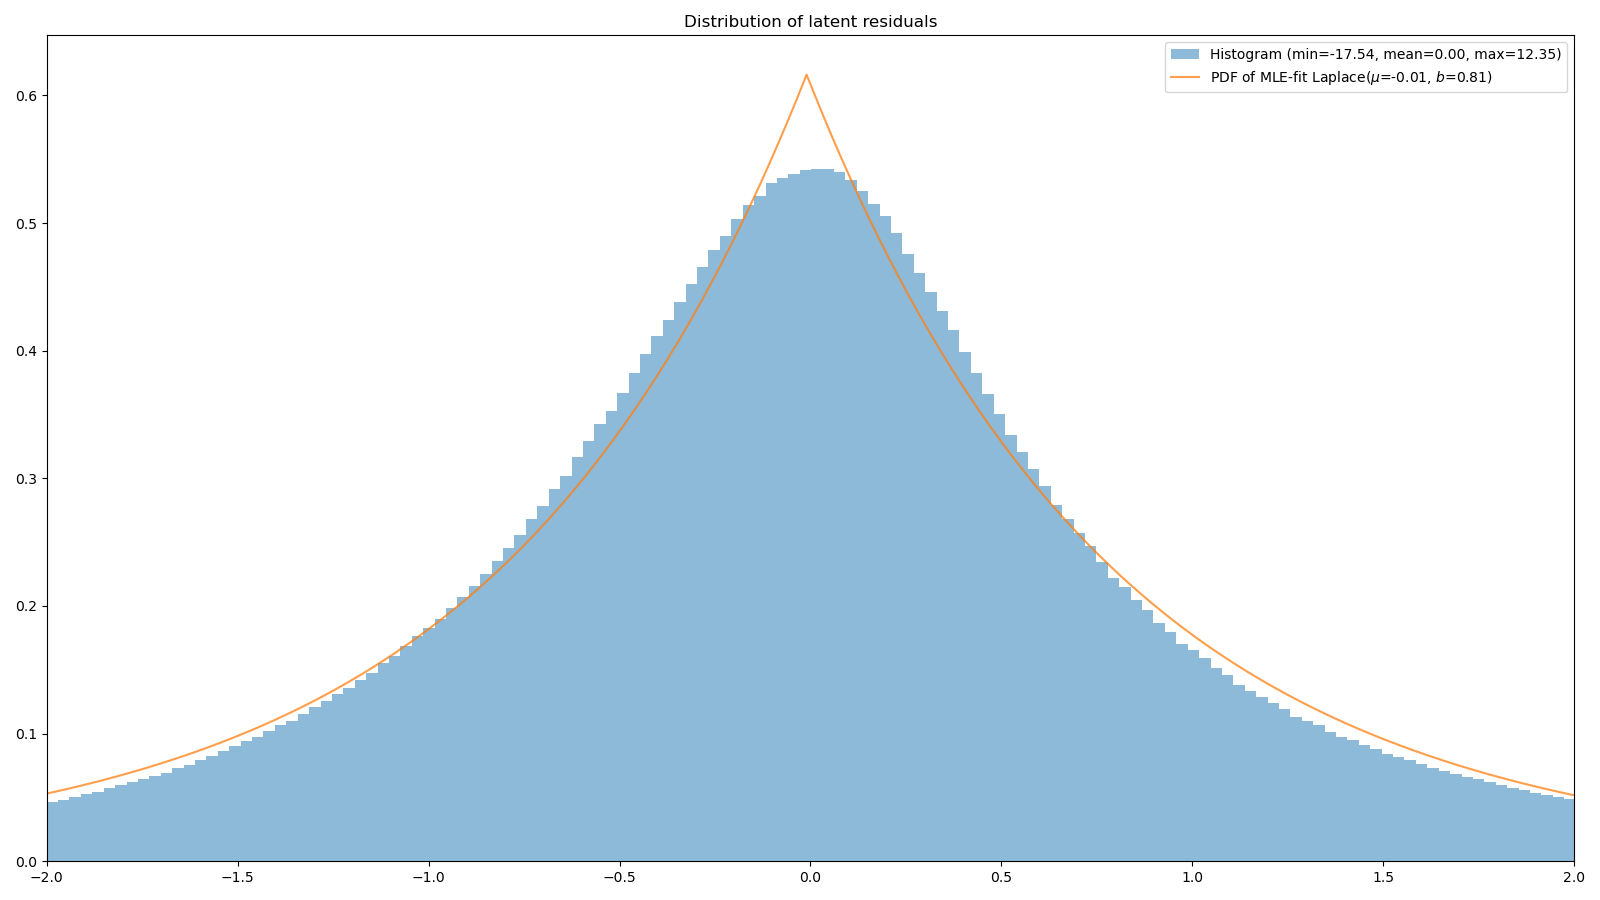 Distribution of latent residuals
Histogram (min=-17.54, mean=0.00, max=12.35)
PDF of MLE-fit Laplace(μ=-0.01, b=0.81)
0.6
0.5
0.4
0.3
0.2
0.1
0.0
−2.0 −1.5 −1.0 −0.5 0.0 0.5 1.0 1.5 2.0